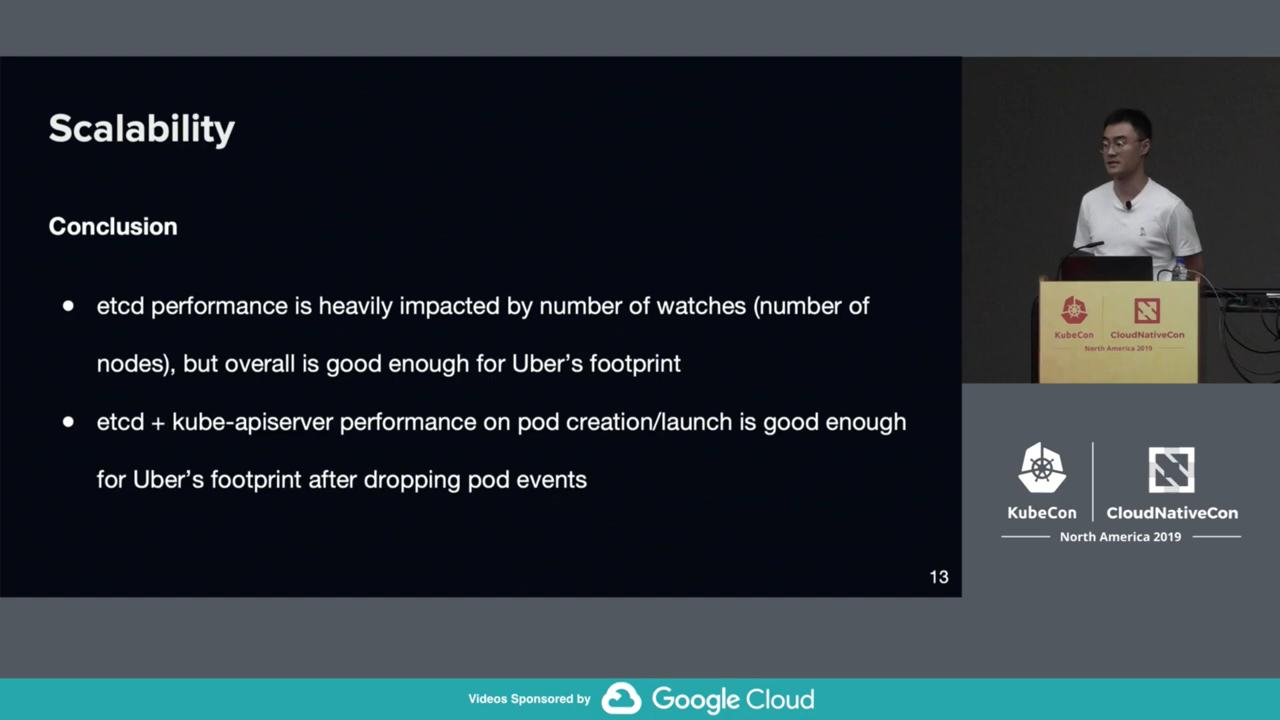 Scalability
Conclusion
• etcd performance is heavily impacted by number of watches (number of
nodes), but overall is good enough for Uber's footprint
• etcd + kube-apiserver performance on pod creation/launch is good enough
for Uber's footprint after dropping pod events
13
KubeCon
CloudNativeCon
North America 2019
KubeCon
CloudNativeCon
North America 2019
Videos Sponsored by
Google Cloud